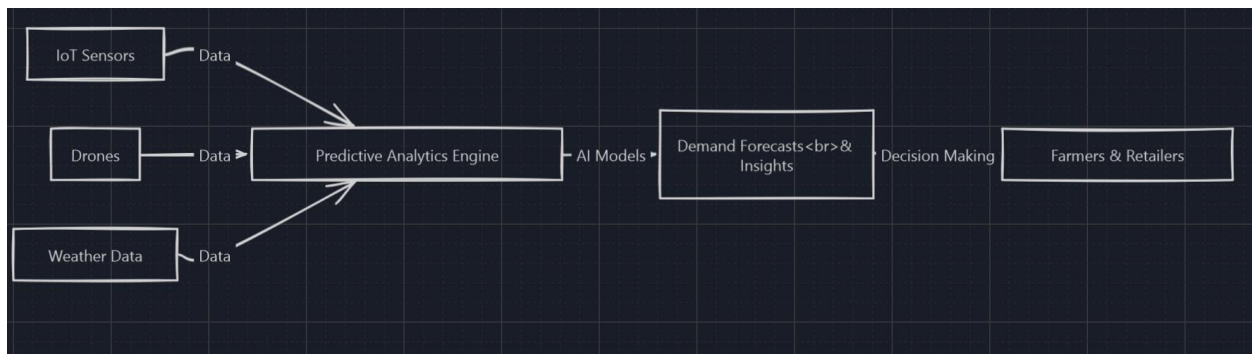 IoT Sensors
Data
Drones
Data
Weather Data
Data
Predictive Analytics Engine
AI Models
Demand Forecasts<br>&
Insights
Decision Making
Farmers & Retailers